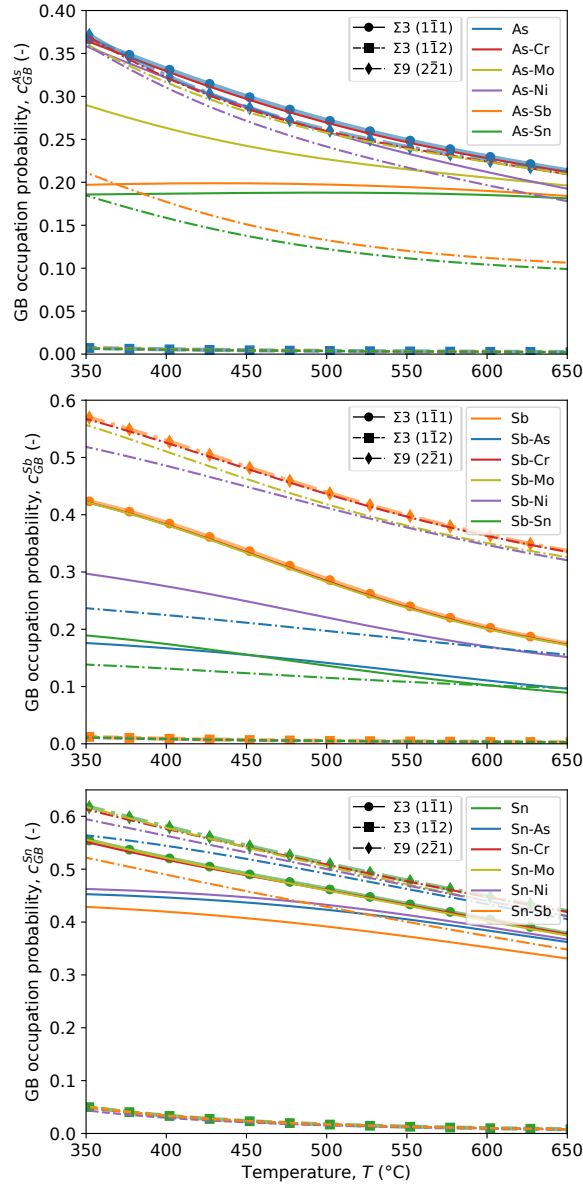 GB occupation probability, c_{GB}^{As} (-)
0.40
0.35
0.30
0.25
0.20
0.15
0.10
0.05
0.00
350 400 450 500 550 600 650
Σ3 (11̅1)
Σ3 (11̅2)
Σ9 (22̅1)
As
As-Cr
As-Mo
As-Ni
As-Sb
As-Sn
GB occupation probability, c_{GB}^{Sb} (-)
0.6
0.5
0.4
0.3
0.2
0.1
0.0
350 400 450 500 550 600 650
Σ3 (11̅1)
Σ3 (11̅2)
Σ9 (22̅1)
Sb
Sb-As
Sb-Cr
Sb-Mo
Sb-Ni
Sb-Sn
GB occupation probability, c_{GB}^{Sn} (-)
0.6
0.5
0.4
0.3
0.2
0.1
0.0
350 400 450 500 550 600 650
Σ3 (11̅1)
Σ3 (11̅2)
Σ9 (22̅1)
Sn
Sn-As
Sn-Cr
Sn-Mo
Sn-Ni
Sn-Sb
Temperature, T (°C)